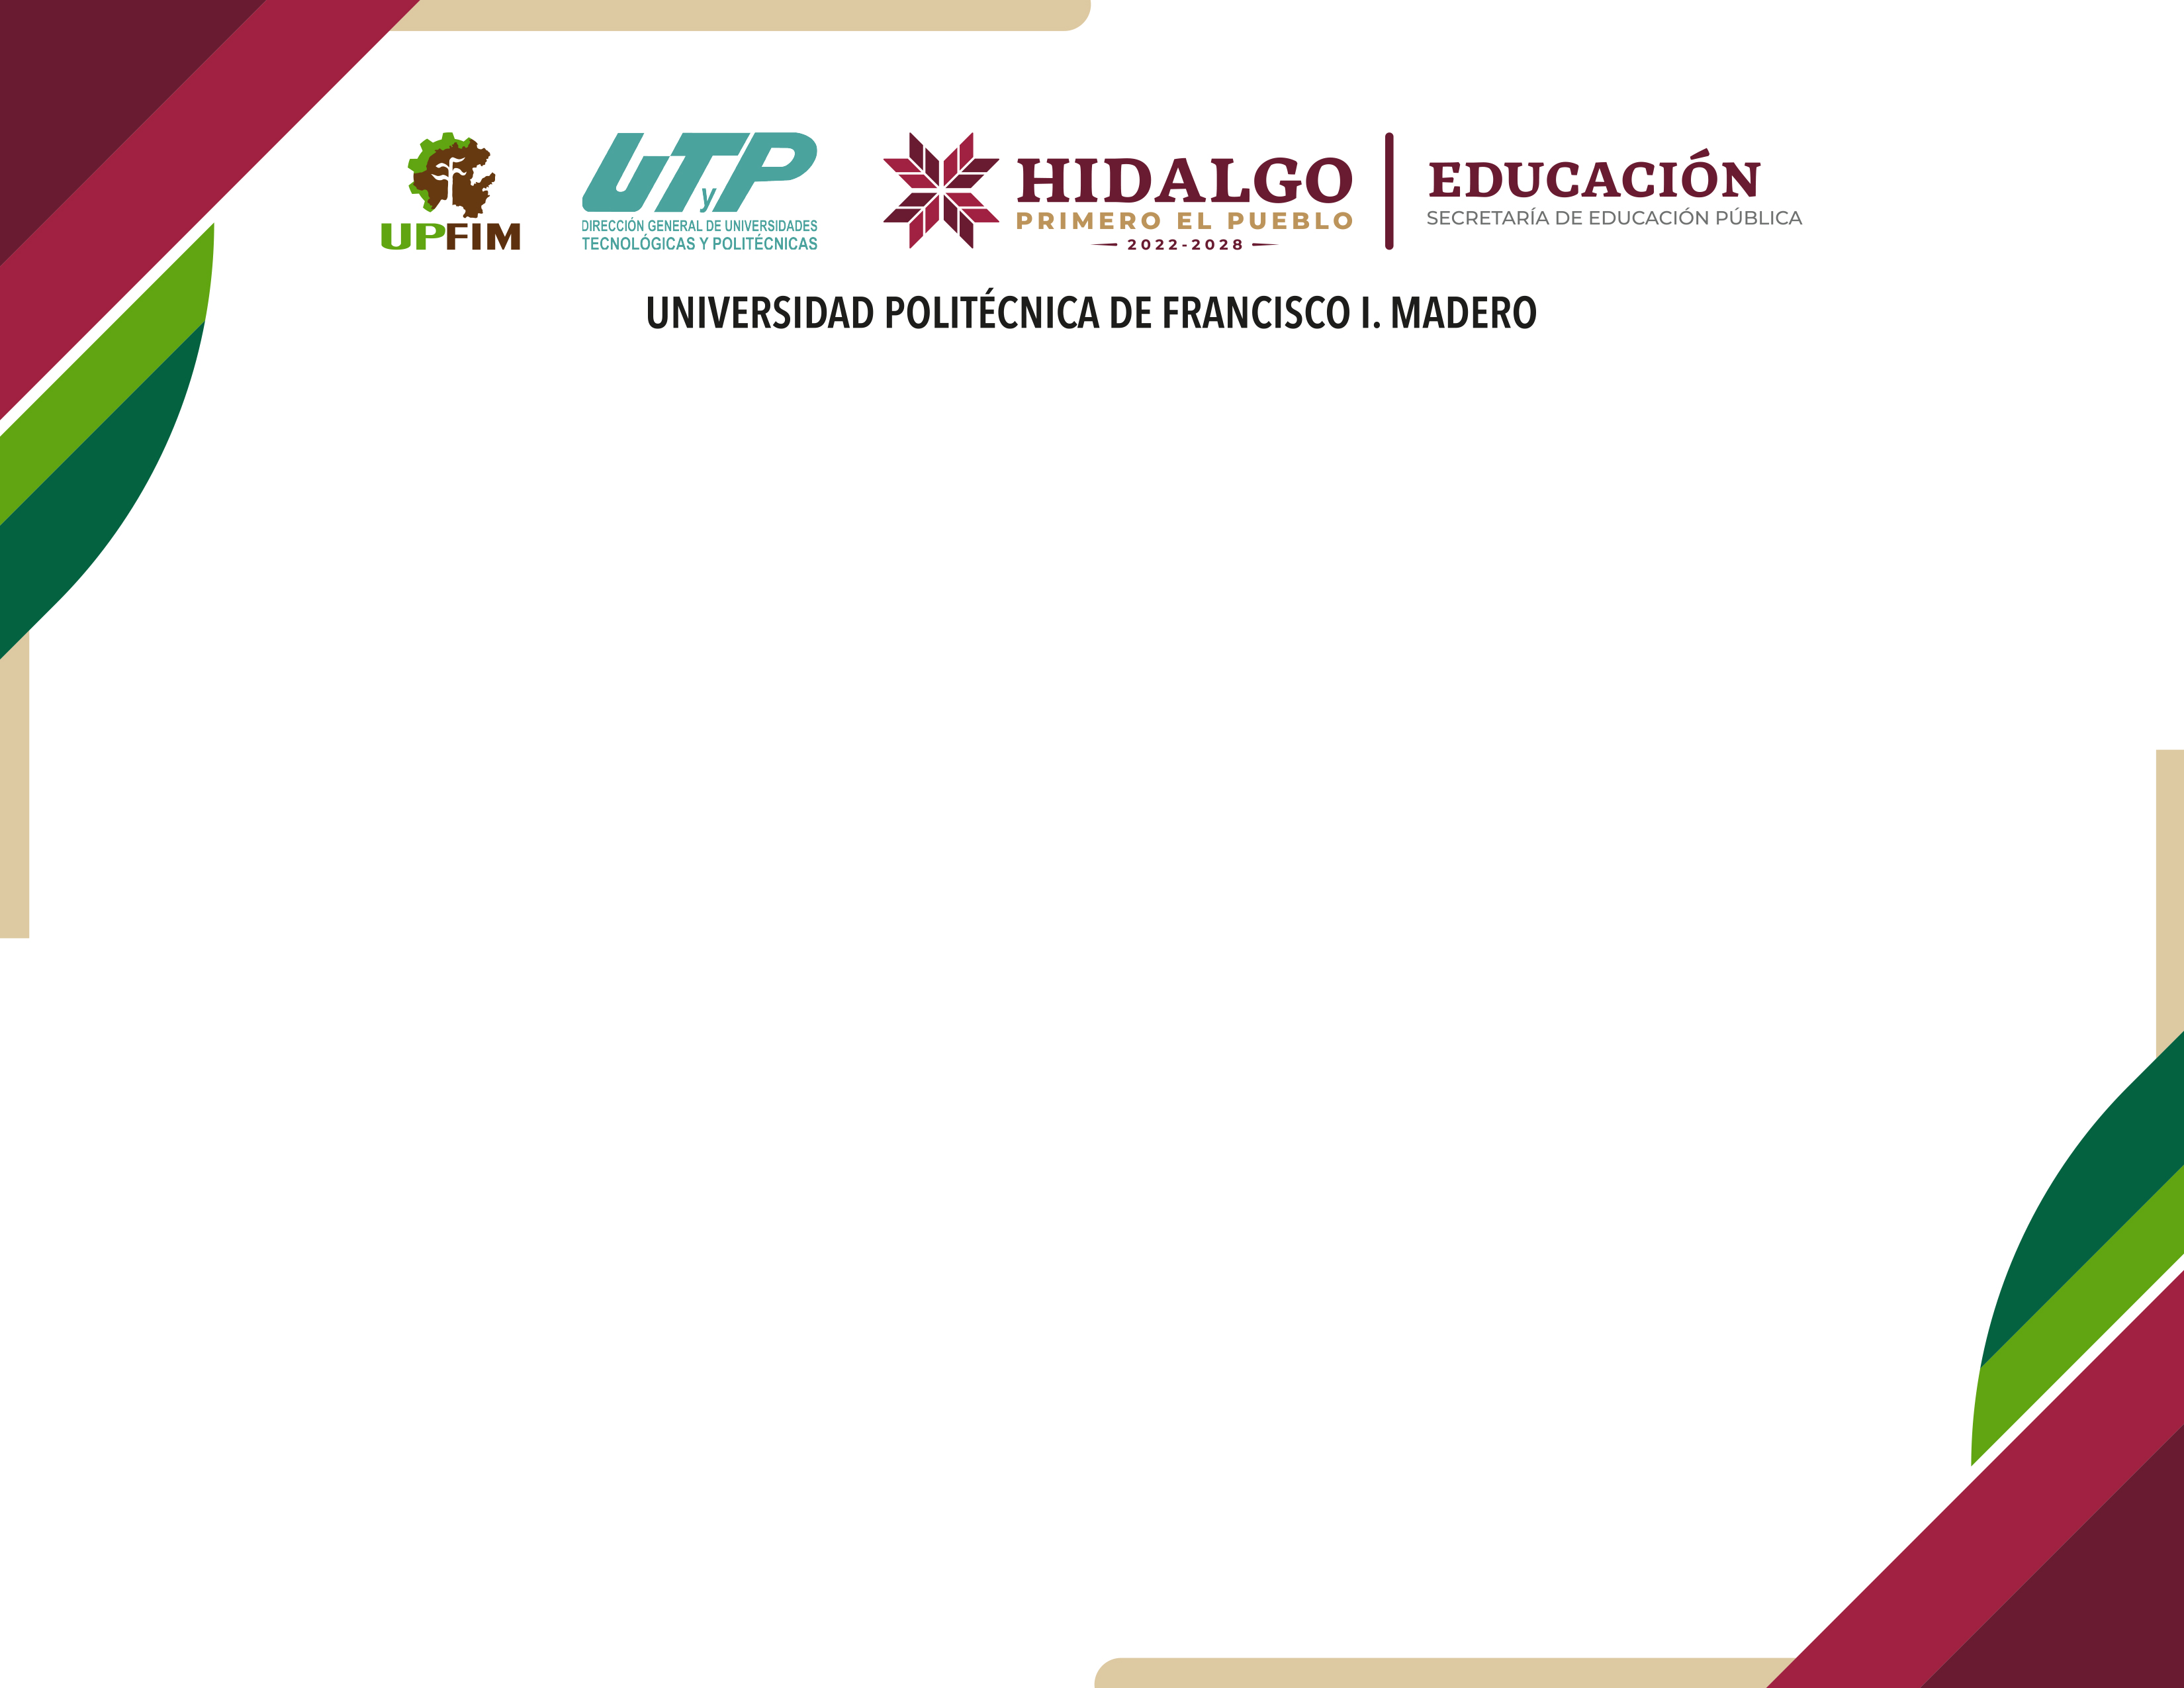 UPFIM
UTyP
DIRECCIÓN GENERAL DE UNIVERSIDADES
TECNOLÓGICAS Y POLITÉCNICAS
HIDALGO
PRIMERO EL PUEBLO
2022-2028
EDUCACIÓN
SECRETARÍA DE EDUCACIÓN PÚBLICA
UNIVERSIDAD POLITÉCNICA DE FRANCISCO I. MADERO